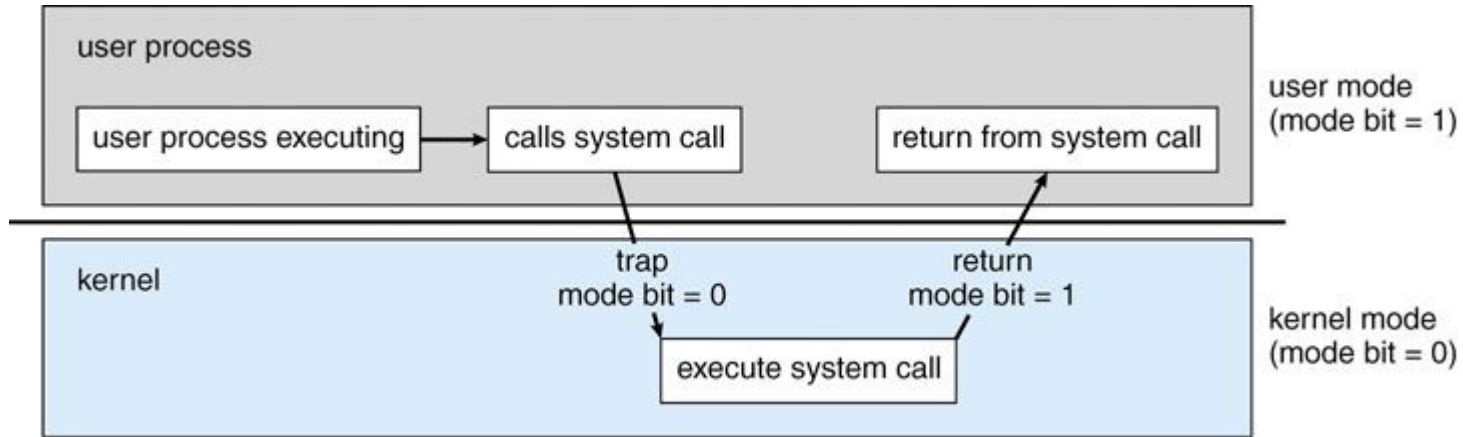 user process
user process executing
calls system call
return from system call
user mode
(mode bit = 1)
kernel
trap
mode bit = 0
return
mode bit = 1
execute system call
kernel mode
(mode bit = 0)